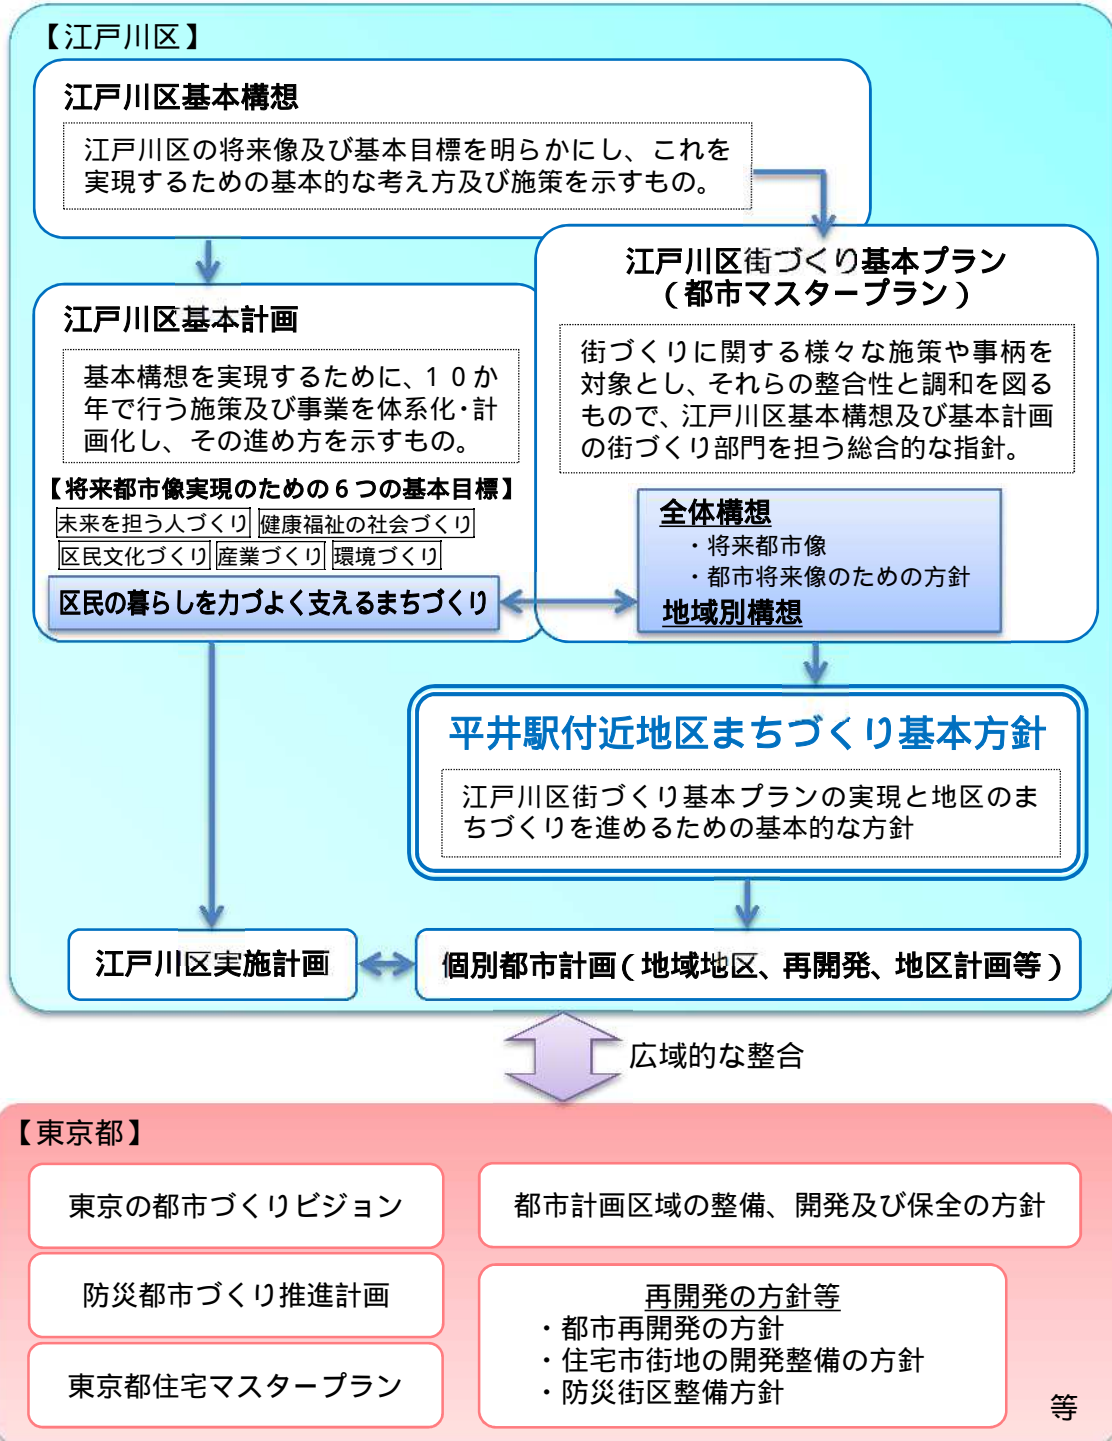 【江戸川区】
江戸川区基本構想
江戸川区の将来像及び基本目標を明らかにし、これを
実現するための基本的な考え方及び施策を示すもの。
江戸川区街づくり基本プラン
（都市マスタープラン）
街づくりに関する様々な施策や事柄を
対象とし、それらの整合性と調和を図る
もので、江戸川区基本構想及び基本計画
の街づくり部門を担う総合的な指針。
全体構想
・将来都市像
・都市将来像のための方針
地域別構想
江戸川区基本計画
基本構想を実現するために、１０か
年で行う施策及び事業を体系化・計
画化し、その進め方を示すもの。
【将来都市像実現のための６つの基本目標】
未来を担う人づくり 健康福祉の社会づくり
区民文化づくり 産業づくり 環境づくり
区民の暮らしを力づよく支えるまちづくり
平井駅付近地区まちづくり基本方針
江戸川区街づくり基本プランの実現と地区のま
ちづくりを進めるための基本的な方針
江戸川区実施計画
個別都市計画（地域地区、再開発、地区計画等）
広域的な整合
【東京都】
東京の都市づくりビジョン
防災都市づくり推進計画
東京都住宅マスタープラン
都市計画区域の整備、開発及び保全の方針
再開発の方針等
・都市再開発の方針
・住宅市街地の開発整備の方針
・防災街区整備方針
等